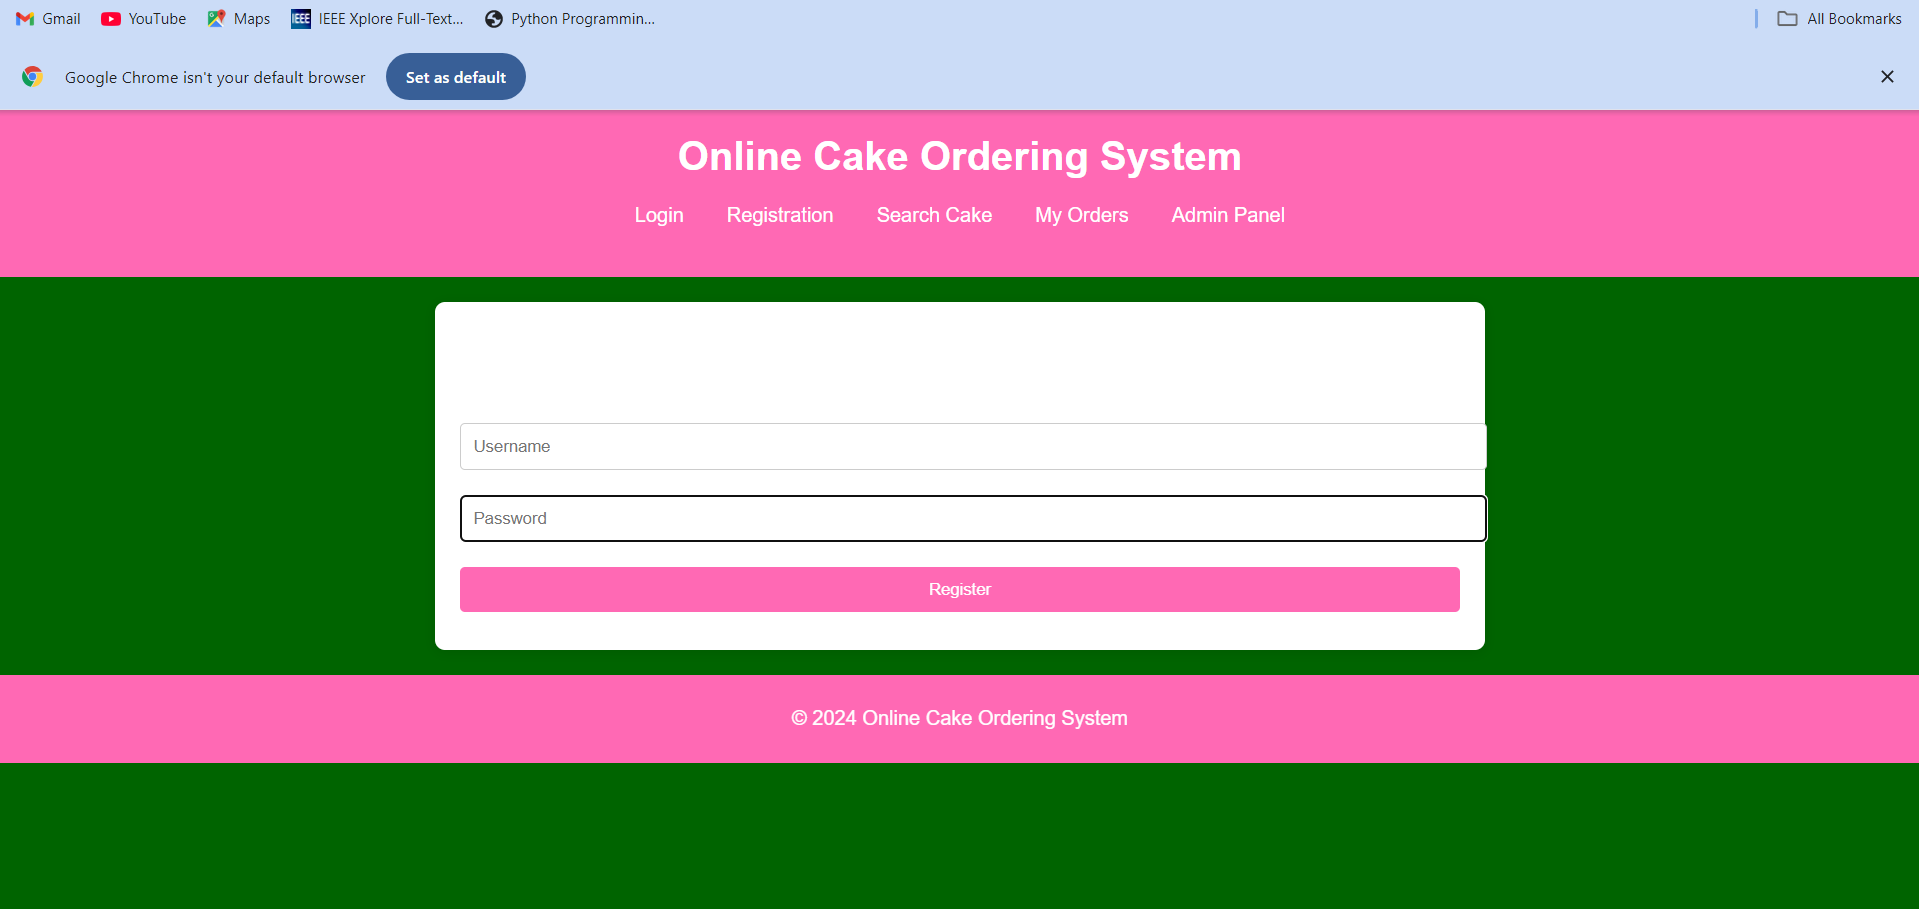 Gmail YouTube Maps IEEE IEEE Xplore Full-Text... Python Programmin... All Bookmarks
Google Chrome isn't your default browser Set as default
Online Cake Ordering System
Login Registration Search Cake My Orders Admin Panel
Username
Password
Register
© 2024 Online Cake Ordering System